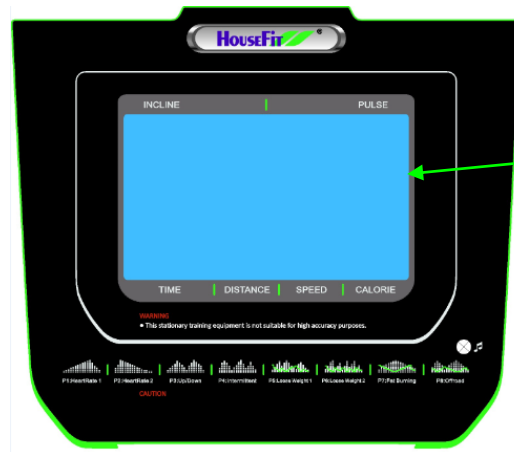 HouseFit ®
INCLINE PULSE
TIME DISTANCE SPEED CALORIE
WARNING
● This stationary training equipment is not suitable for high accuracy purposes.
P1:HeartRate 1 P2:HeartRate 2 P3:Up/Down P4:Intermittent P5:Loose Weight 1 P6:Loose Weight 2 P7:Fat Burning P8:Offroad
CAUTION